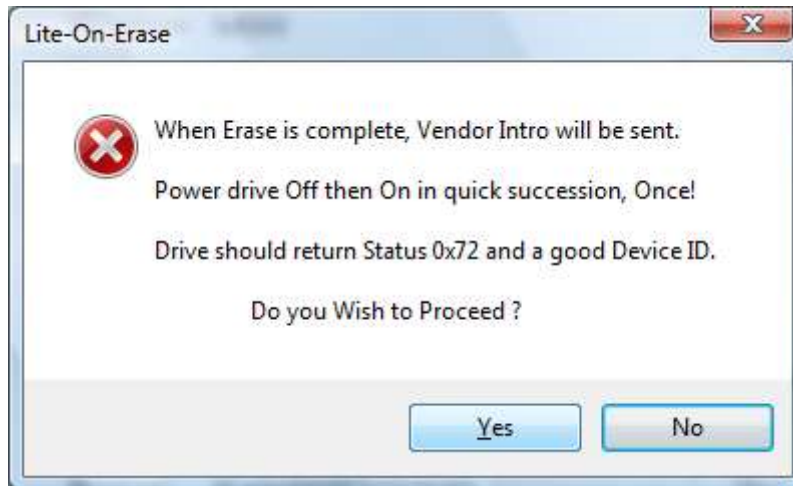 Lite-On-Erase
When Erase is complete, Vendor Intro will be sent.
Power drive Off then On in quick succession, Once!
Drive should return Status 0x72 and a good Device ID.
Do you Wish to Proceed ?
Yes
No